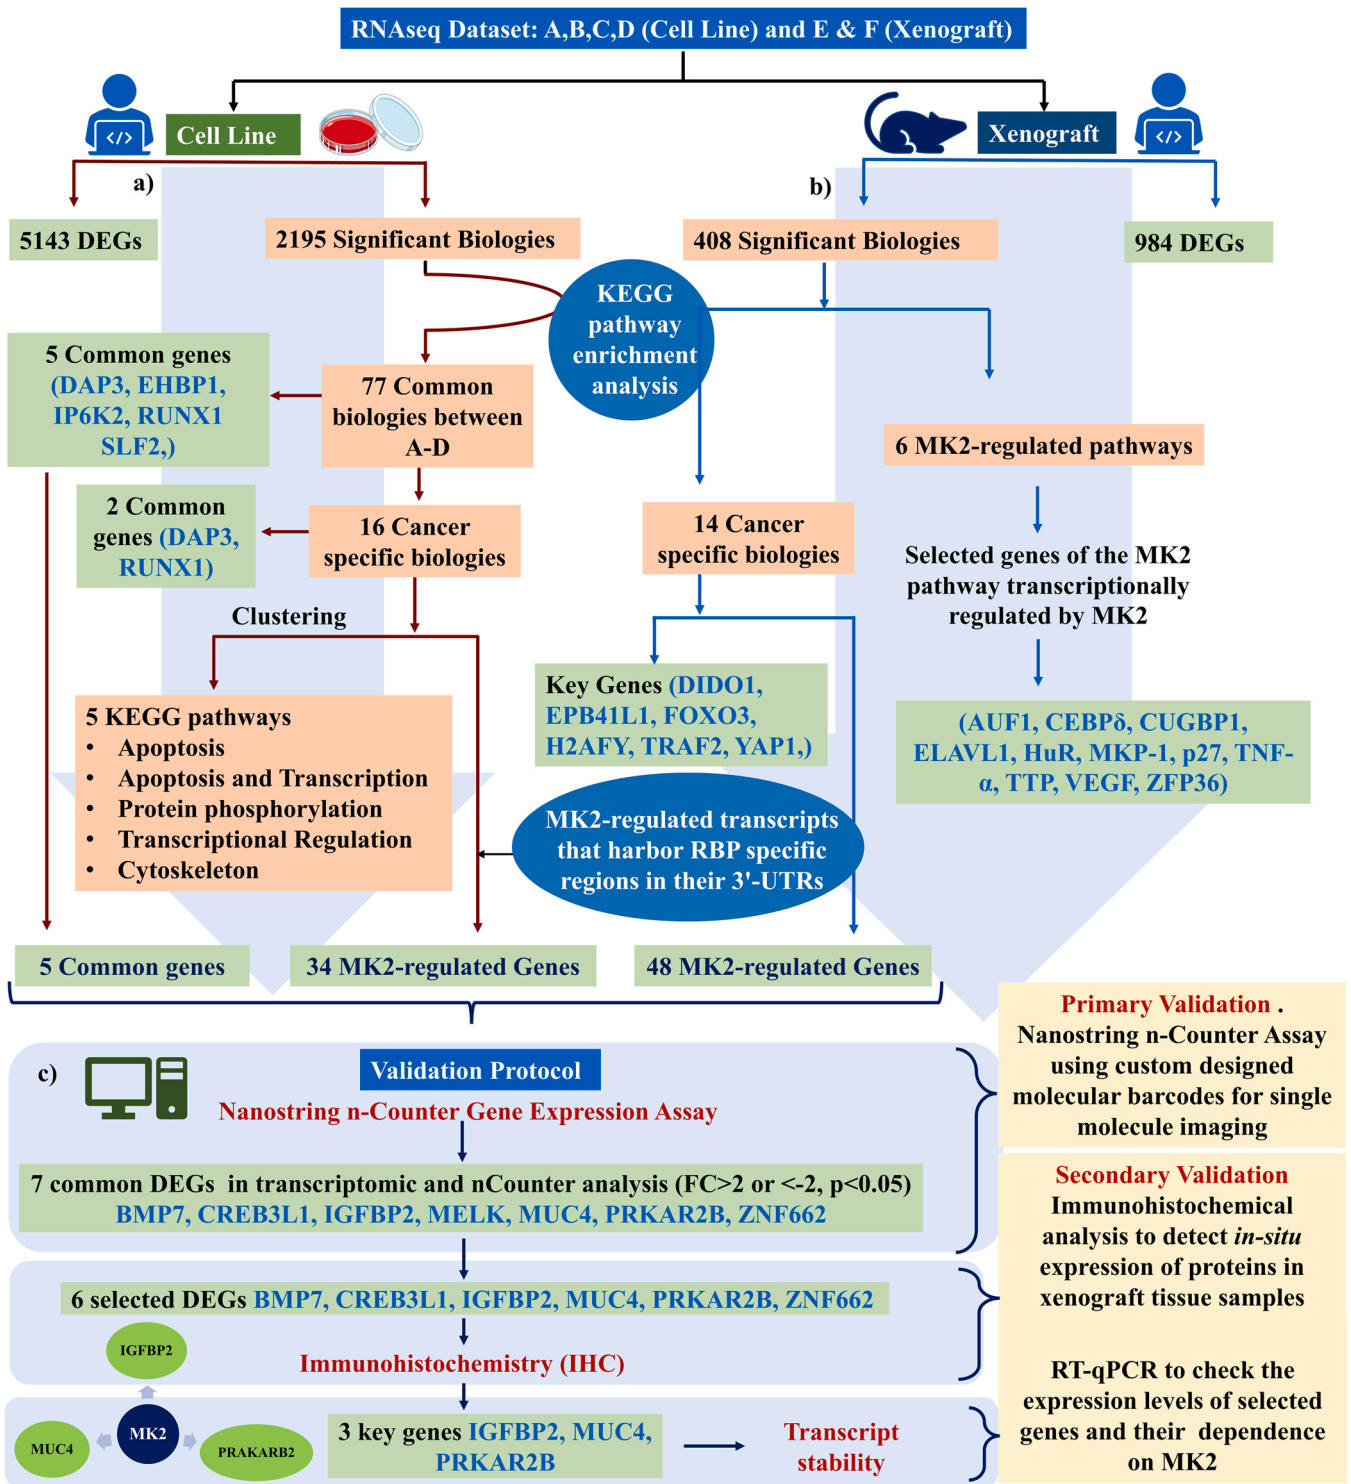 RNAseq Dataset: A,B,C,D (Cell Line) and E & F (Xenograft)
</>
Cell Line
Xenograft
</>
a)
b)
5143 DEGs
2195 Significant Biologies
408 Significant Biologies
984 DEGs
KEGG
pathway
enrichment
analysis
5 Common genes
(DAP3, EHBP1,
IP6K2, RUNX1
SLF2,)
77 Common
biologies between
A-D
6 MK2-regulated pathways
2 Common
genes (DAP3,
RUNX1)
16 Cancer
specific biologies
14 Cancer
specific biologies
Selected genes of the MK2
pathway transcriptionally
regulated by MK2
Clustering
Key Genes (DIDO1,
EPB41L1, FOXO3,
H2AFY, TRAF2, YAP1,)
5 KEGG pathways
• Apoptosis
• Apoptosis and Transcription
• Protein phosphorylation
• Transcriptional Regulation
• Cytoskeleton
(AUF1, CEBPδ, CUGBP1,
ELAVL1, HuR, MKP-1, p27, TNF-
α, TTP, VEGF, ZFP36)
MK2-regulated transcripts
that harbor RBP specific
regions in their 3'-UTRs
5 Common genes
34 MK2-regulated Genes
48 MK2-regulated Genes
c)
Validation Protocol
Nanostring n-Counter Gene Expression Assay
7 common DEGs in transcriptomic and nCounter analysis (FC>2 or <-2, p<0.05)
BMP7, CREB3L1, IGFBP2, MELK, MUC4, PRKAR2B, ZNF662
Primary Validation .
Nanostring n-Counter Assay
using custom designed
molecular barcodes for single
molecule imaging
6 selected DEGs BMP7, CREB3L1, IGFBP2, MUC4, PRKAR2B, ZNF662
Immunohistochemistry (IHC)
Secondary Validation
Immunohistochemical
analysis to detect in-situ
expression of proteins in
xenograft tissue samples
RT-qPCR to check the
expression levels of selected
genes and their dependence
on MK2
IGFBP2
MK2
MUC4
PRAKARB2
3 key genes IGFBP2, MUC4,
PRKAR2B
Transcript
stability